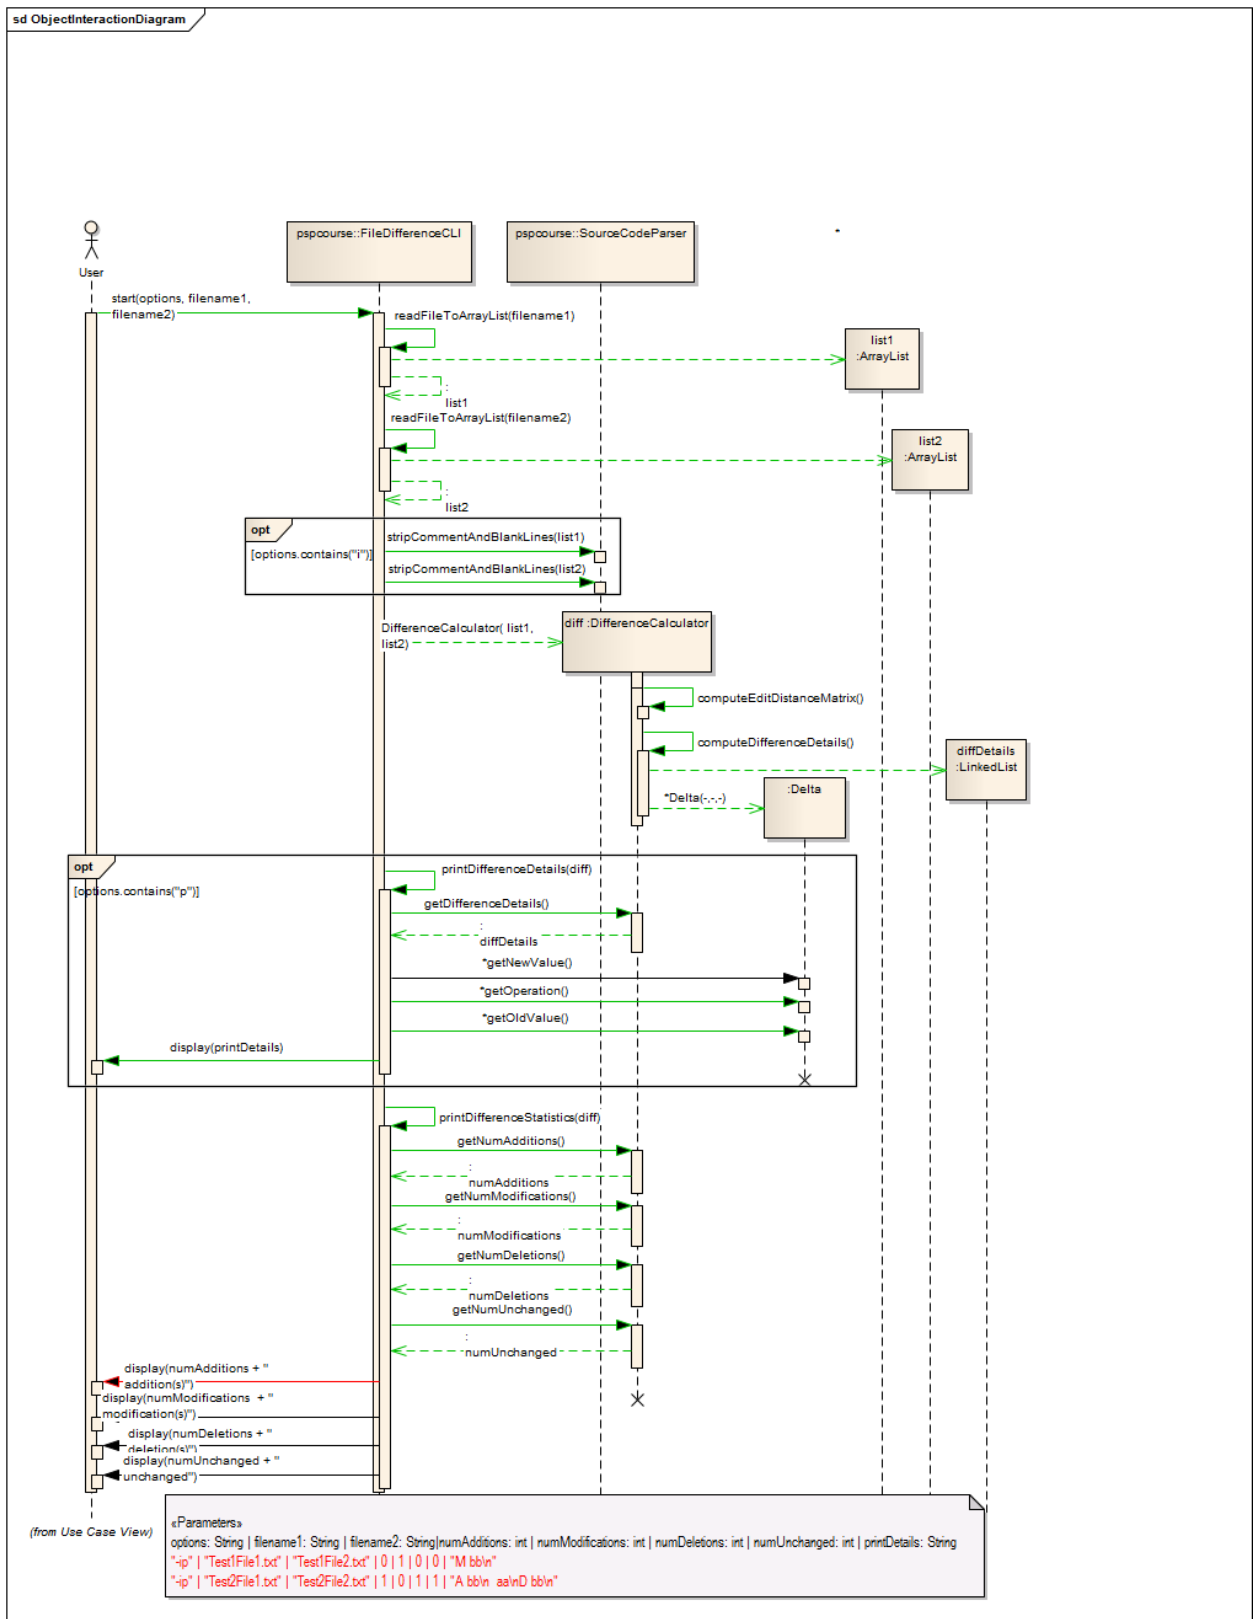 sd ObjectInteractionDiagram
User
pspcourse::FileDifferenceCLI
pspcourse::SourceCodeParser
start(options, filename1,
filename2)
readFileToArrayList(filename1)
list1
:ArrayList
:
list1
readFileToArrayList(filename2)
list2
:ArrayList
:
list2
opt
[options.contains("i")]
stripCommentAndBlankLines(list1)
stripCommentAndBlankLines(list2)
DifferenceCalculator( list1,
list2)
diff :DifferenceCalculator
computeEditDistanceMatrix()
computeDifferenceDetails()
diffDetails
:LinkedList
*Delta(-,-,-)
:Delta
opt
[options.contains("p")]
printDifferenceDetails(diff)
getDifferenceDetails()
:
diffDetails
*getNewValue()
*getOperation()
*getOldValue()
display(printDetails)
printDifferenceStatistics(diff)
getNumAdditions()
:
numAdditions
getNumModifications()
:
numModifications
getNumDeletions()
:
numDeletions
getNumUnchanged()
:
numUnchanged
display(numAdditions + "
addition(s)")
display(numModifications + "
modification(s)")
display(numDeletions + "
deletion(s)")
display(numUnchanged + "
unchanged")
(from Use Case View)
«Parameters»
options: String | filename1: String | filename2: String|numAdditions: int | numModifications: int | numDeletions: int | numUnchanged: int | printDetails: String
"-ip" | "Test1File1.txt" | "Test1File2.txt" | 0 | 1 | 0 | 0 | "M bb\n"
"-ip" | "Test2File1.txt" | "Test2File2.txt" | 1 | 0 | 1 | 1 | "A bb\n  aa\nD bb\n"